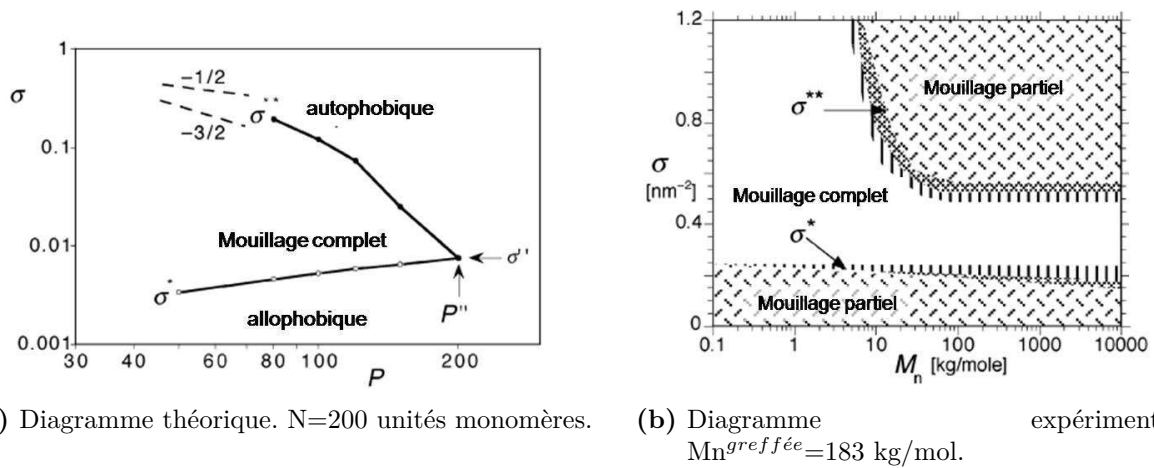 1
−1/2
σ
σ**
autophobique
−3/2
0.1
Mouillage complet
0.01
σ''
σ*
P"
allophobique
0.001
30 40 60 80 100 200
P
) Diagramme théorique. N=200 unités monomères.
1.2
Mouillage partiel
σ**
0.8
σ
[nm⁻²]
Mouillage complet
0.4
σ*
Mouillage partiel
0
0.1 1 10 100 1000 10000
Mn [kg/mole]
(b) Diagramme expériment
Mn^greffée=183 kg/mol.